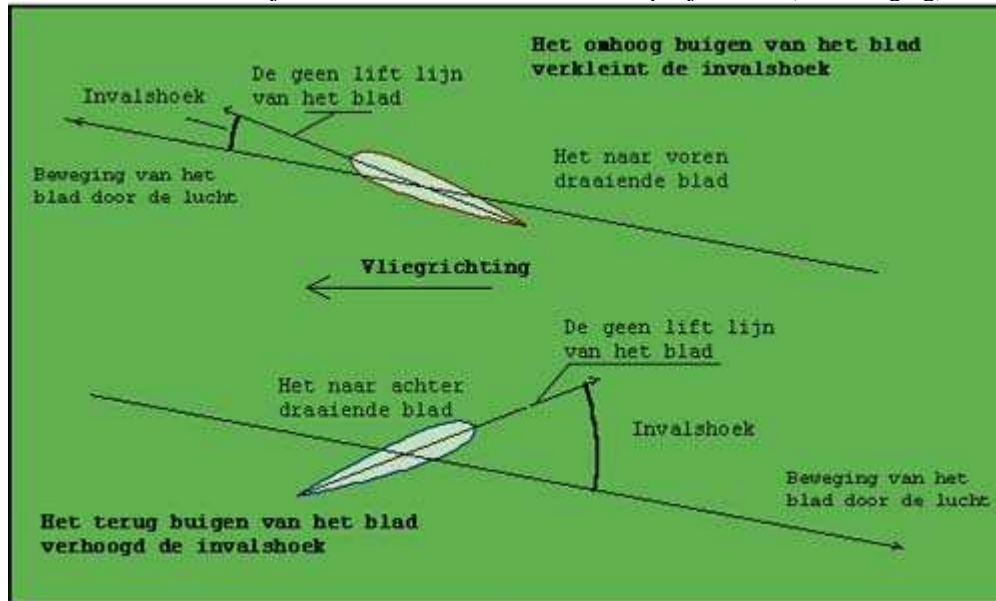 Het omhoog buigen van het blad
verkleint de invalshoek
De geen lift lijn
van het blad
Invalshoek
Het naar voren
draaiende blad
Beweging van het
blad door de lucht
Vliegrichting
De geen lift lijn
van het blad
Het naar achter
draaiende blad
Invalshoek
Beweging van het
blad door de lucht
Het terug buigen van het blad
verhoogd de invalshoek